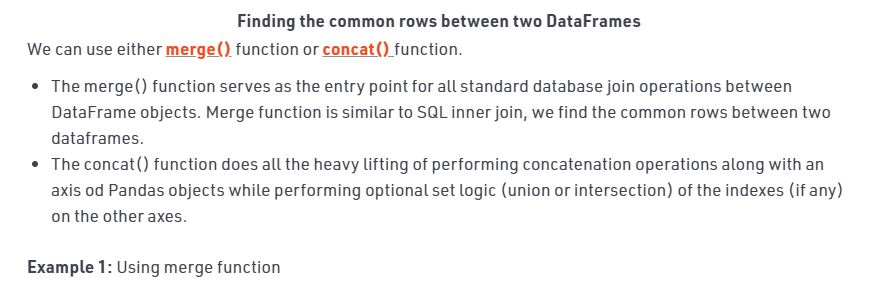 Finding the common rows between two DataFrames
We can use either merge() function or concat() function.
• The merge() function serves as the entry point for all standard database join operations between
DataFrame objects. Merge function is similar to SQL inner join, we find the common rows between two
dataframes.
• The concat() function does all the heavy lifting of performing concatenation operations along with an
axis od Pandas objects while performing optional set logic (union or intersection) of the indexes (if any)
on the other axes.
Example 1: Using merge function